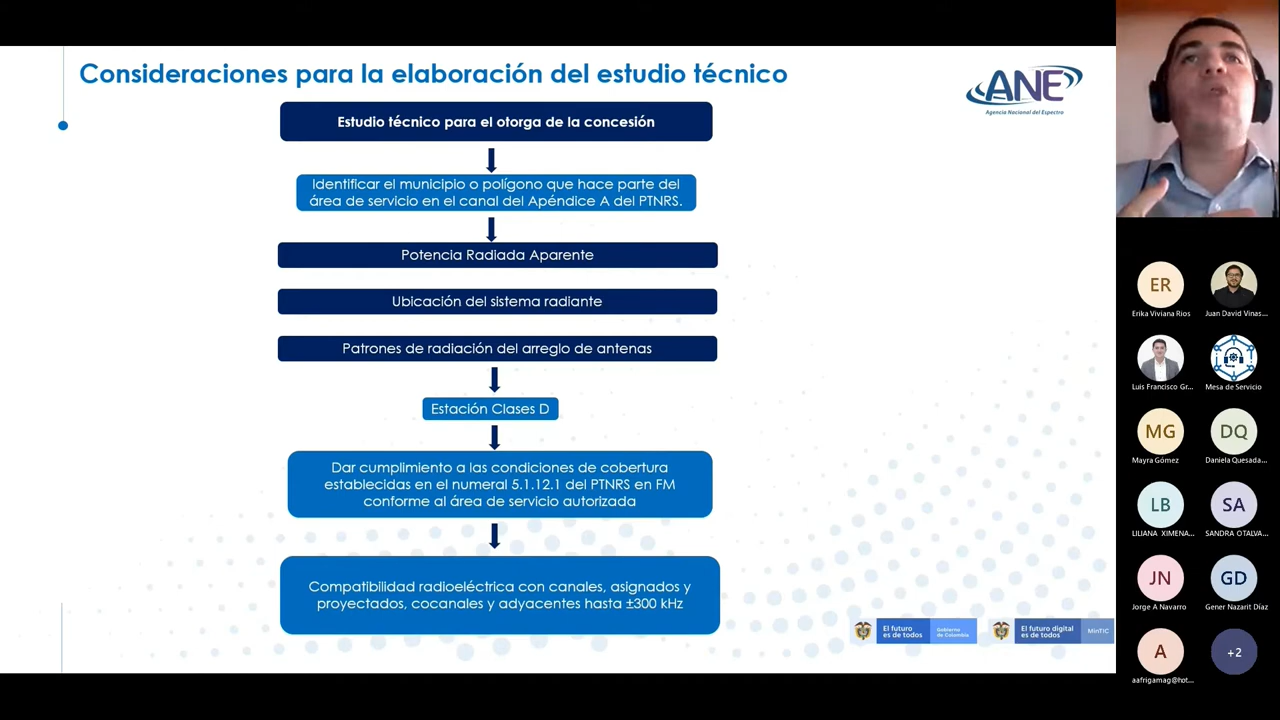 Consideraciones para la elaboración del estudio técnico
ANE
Agencia Nacional del Espectro
Estudio técnico para el otorga de la concesión
Identificar el municipio o polígono que hace parte del
área de servicio en el canal del Apéndice A del PTNRS.
Potencia Radiada Aparente
Ubicación del sistema radiante
Patrones de radiación del arreglo de antenas
Estación Clases D
Dar cumplimiento a las condiciones de cobertura
establecidas en el numeral 5.1.12.1 del PTNRS en FM
conforme al área de servicio autorizada
Compatibilidad radioeléctrica con canales, asignados y
proyectados, cocanales y adyacentes hasta ±300 kHz
El futuro
es de todos
Gobierno
de Colombia
El futuro digital
es de todos
MinTIC
ER
Erika Viviana Rios
Juan David Vinas...
Luis Francisco Gr...
Mesa de Servicio
MG
Mayra Gómez
DQ
Daniela Quesada...
LB
LILIANA XIMENA...
SA
SANDRA OTALVA...
JN
Jorge A Navarro
GD
Gener Nazarit Díaz
A
aafrigamag@hot...
+2